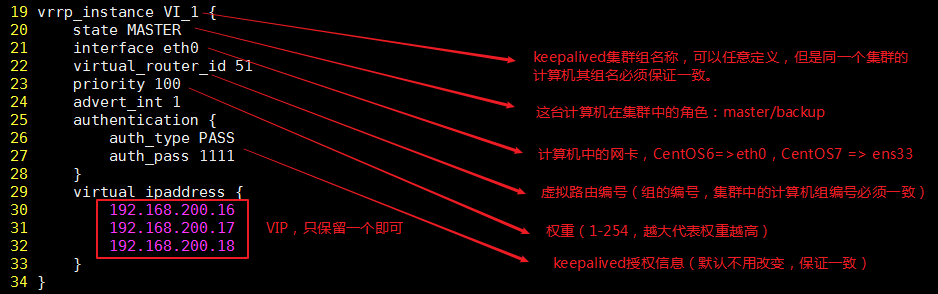 19 vrrp_instance VI_1 {
20     state MASTER
21     interface eth0
22     virtual_router_id 51
23     priority 100
24     advert_int 1
25     authentication {
26         auth_type PASS
27         auth_pass 1111
28     }
29     virtual_ipaddress {
30         192.168.200.16
31         192.168.200.17
32         192.168.200.18
33     }
34 }
keepalived集群组名称，可以任意定义，但是同一个集群的
计算机其组名必须保证一致。
这台计算机在集群中的角色：master/backup
计算机中的网卡，CentOS6=>eth0，CentOS7 => ens33
虚拟路由编号（组的编号，集群中的计算机组编号必须一致）
VIP，只保留一个即可
权重（1-254，越大代表权重越高）
keepalived授权信息（默认不用改变，保证一致）